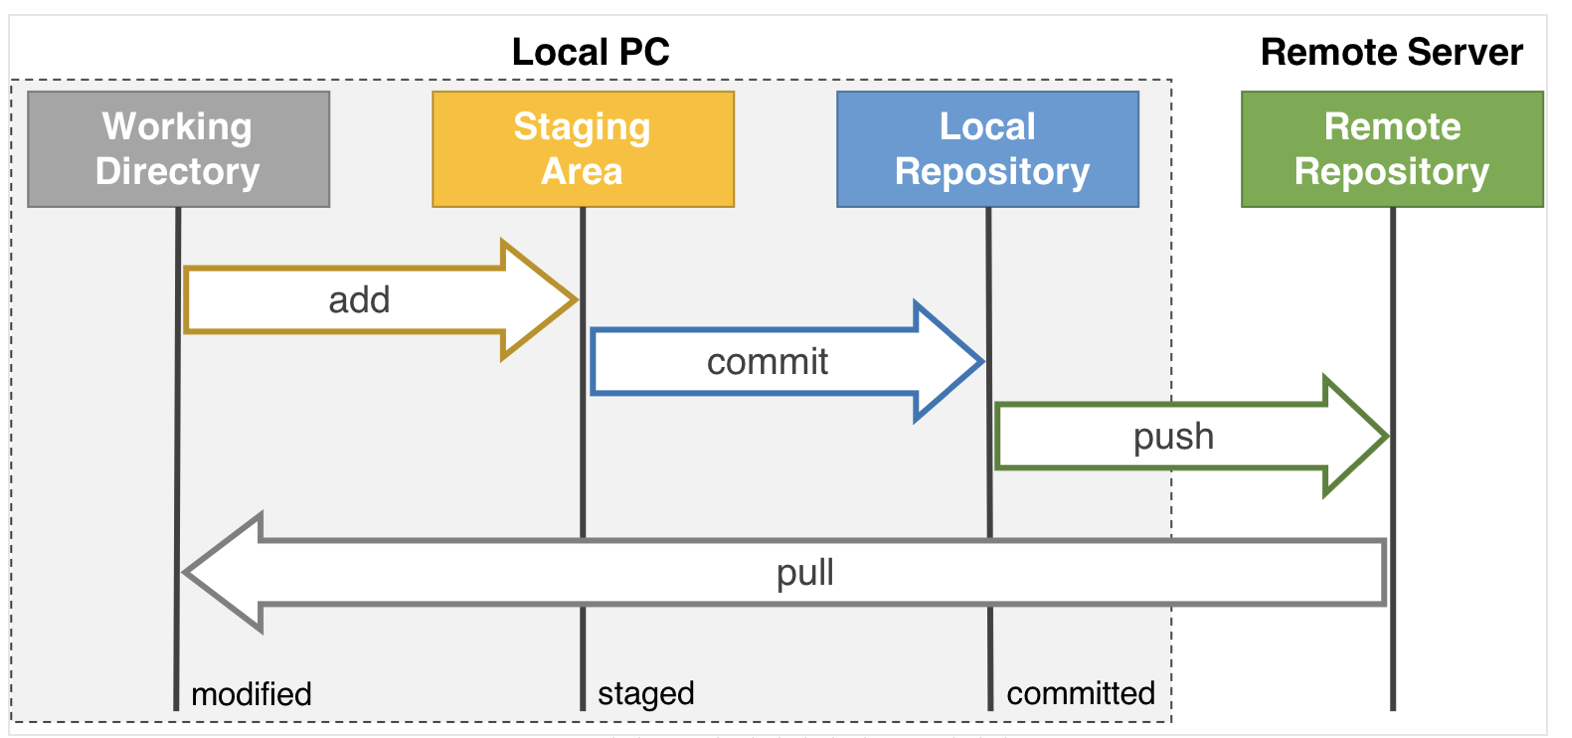 Local PC
Remote Server
Working
Directory
Staging
Area
Local
Repository
Remote
Repository
add
commit
push
pull
modified
staged
committed